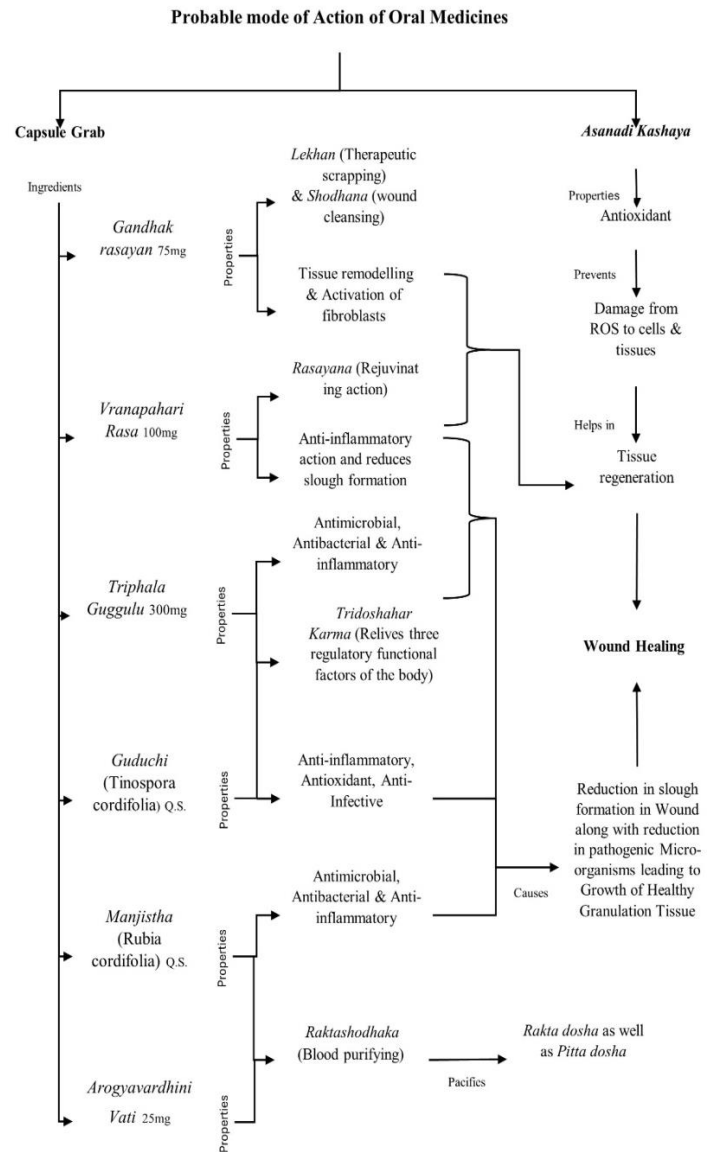 Probable mode of Action of Oral Medicines
Capsule Grab
Ingredients
Gandhak
rasayan 75mg
Properties
Lekhan (Therapeutic
scrapping)
& Shodhana (wound
cleansing)
Tissue remodelling
& Activation of
fibroblasts
Vranapahari
Rasa 100mg
Properties
Rasayana (Rejuvinat
ing action)
Anti-inflammatory
action and reduces
slough formation
Triphala
Guggulu 300mg
Properties
Antimicrobial,
Antibacterial & Anti-
inflammatory
Tridoshahar
Karma (Relives three
regulatory functional
factors of the body)
Guduchi
(Tinospora
cordifolia) Q.S.
Properties
Anti-inflammatory,
Antioxidant, Anti-
Infective
Manjistha
(Rubia
cordifolia) Q.S.
Properties
Antimicrobial,
Antibacterial & Anti-
inflammatory
Arogyavardhini
Vati 25mg
Properties
Raktashodhaka
(Blood purifying)
Pacifics
Rakta dosha as well
as Pitta dosha
Asanadi Kashaya
Properties
Antioxidant
Prevents
Damage from
ROS to cells &
tissues
Helps in
Tissue
regeneration
Wound Healing
Reduction in slough
formation in Wound
along with reduction
in pathogenic Micro-
organisms leading to
Growth of Healthy
Granulation Tissue
Causes